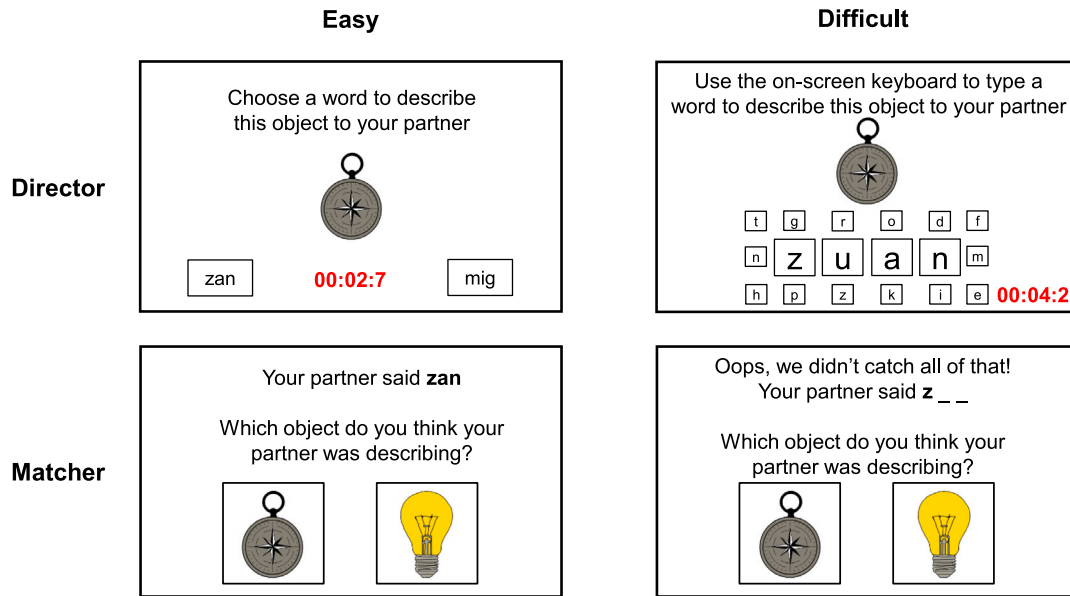 Easy
Difficult
Director
Choose a word to describe
this object to your partner
zan
00:02:7
mig
Use the on-screen keyboard to type a
word to describe this object to your partner
t g r o d f
n z u a n m
h p z k i e 00:04:2
Matcher
Your partner said zan
Which object do you think your
partner was describing?
Oops, we didn’t catch all of that!
Your partner said z _ _
Which object do you think your
partner was describing?